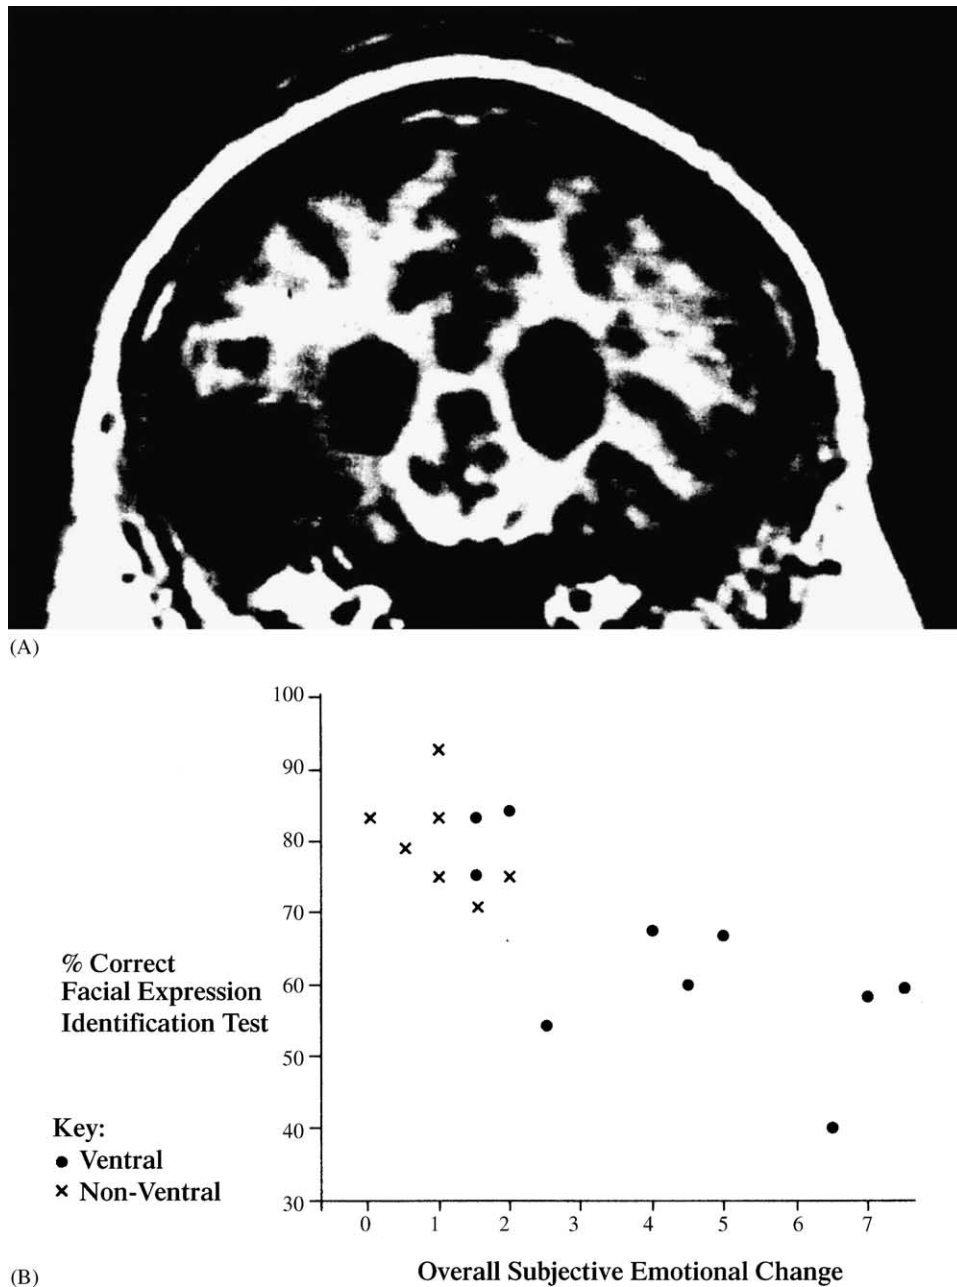 (A)
100
90
80
70
60
50
40
30
% Correct
Facial Expression
Identification Test
Key:
● Ventral
× Non-Ventral
0 1 2 3 4 5 6 7
Overall Subjective Emotional Change
(B)